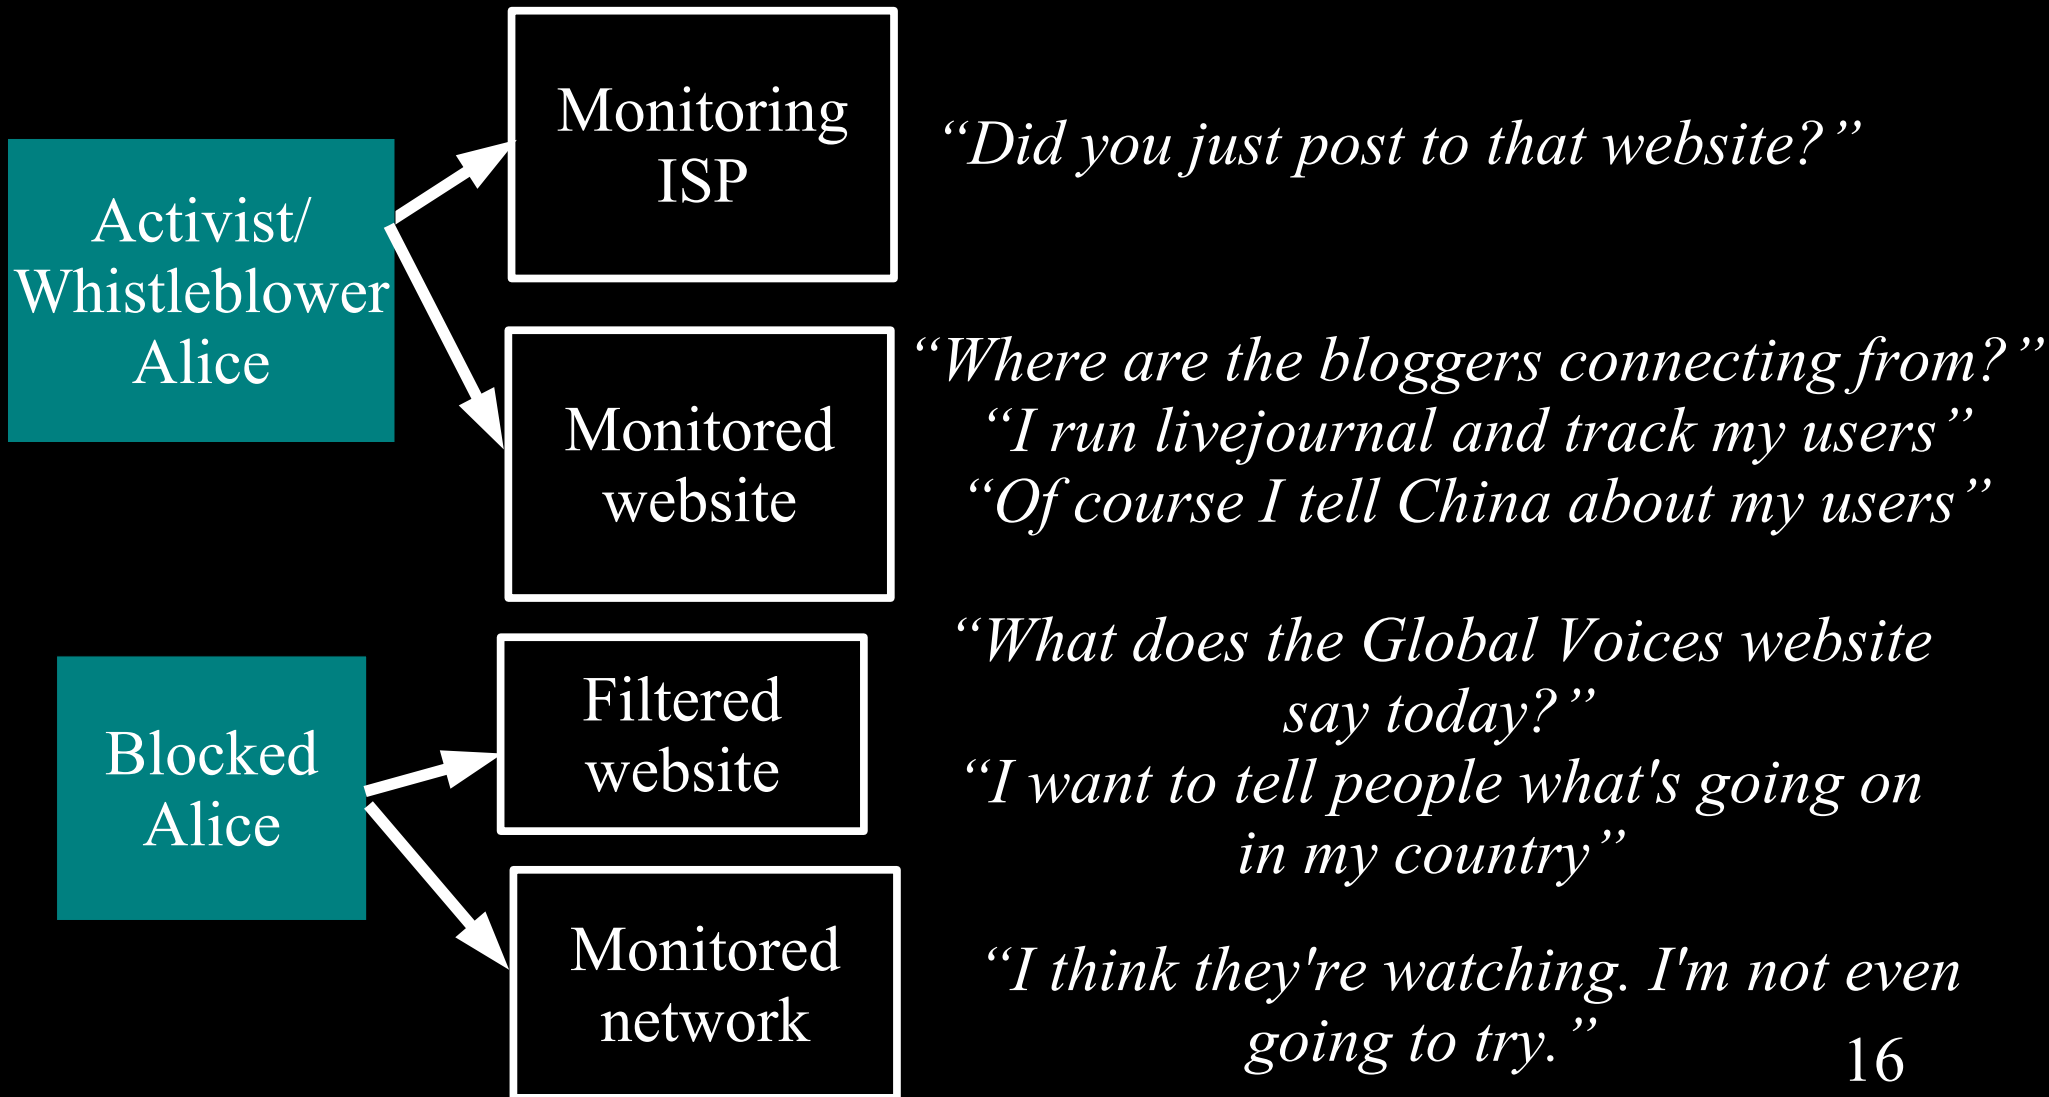 Activist/
Whistleblower
Alice
Monitoring
ISP
“Did you just post to that website?”
Monitored
website
“Where are the bloggers connecting from?”
“I run livejournal and track my users”
“Of course I tell China about my users”
Blocked
Alice
Filtered
website
“What does the Global Voices website
say today?”
“I want to tell people what's going on
in my country”
Monitored
network
“I think they're watching. I'm not even
going to try.”
16